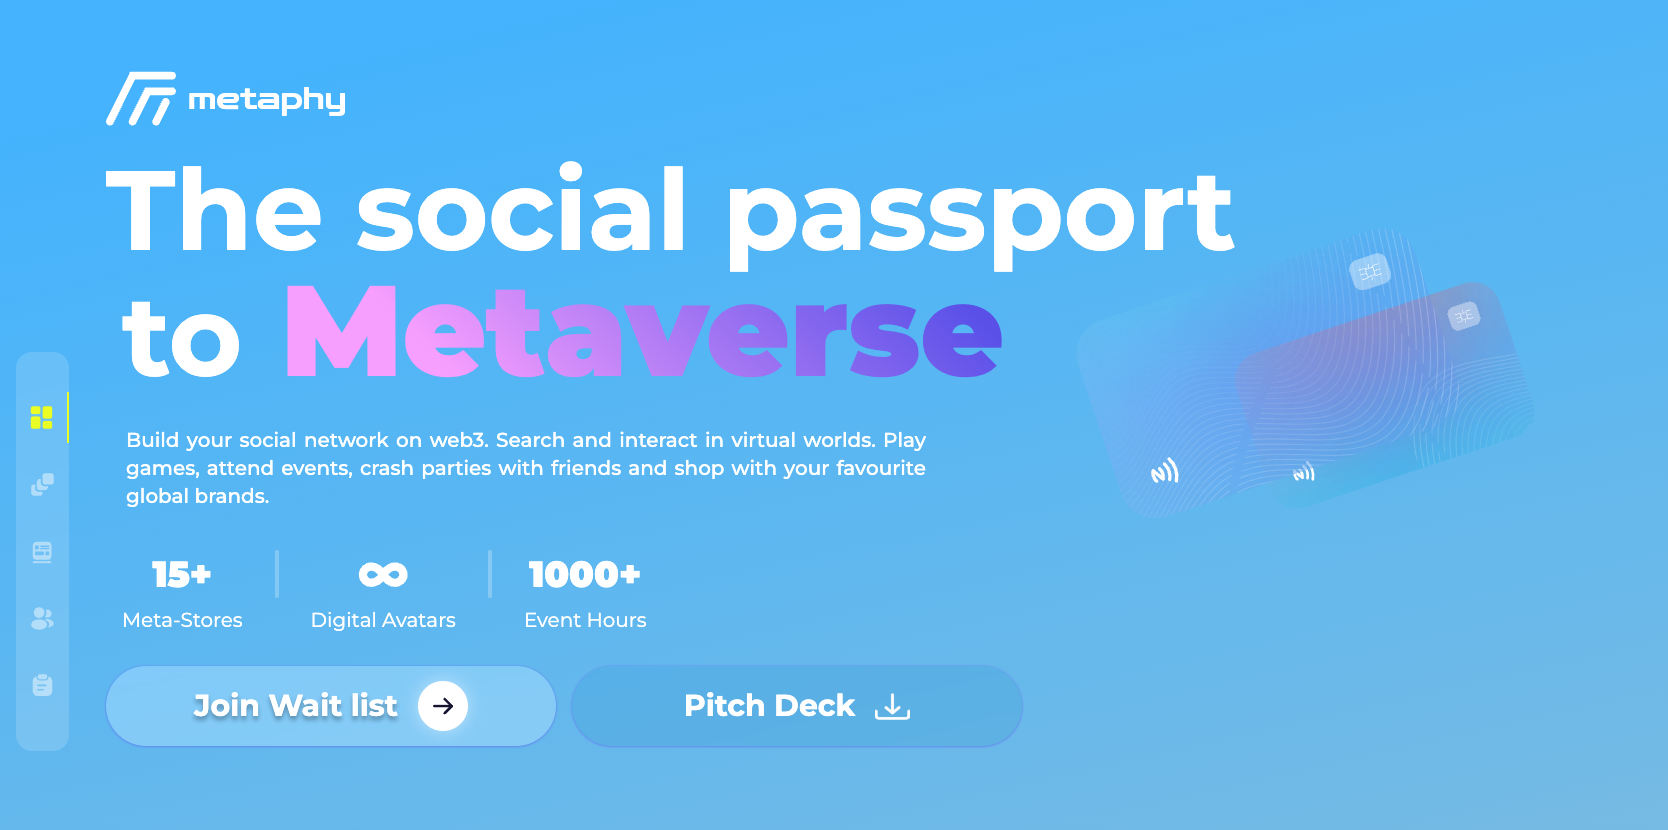 metaphy
The social passport
to Metaverse
Build your social network on web3. Search and interact in virtual worlds. Play
games, attend events, crash parties with friends and shop with your favourite
global brands.
15+ ∞ 1000+
Meta-Stores Digital Avatars Event Hours
Join Wait list Pitch Deck